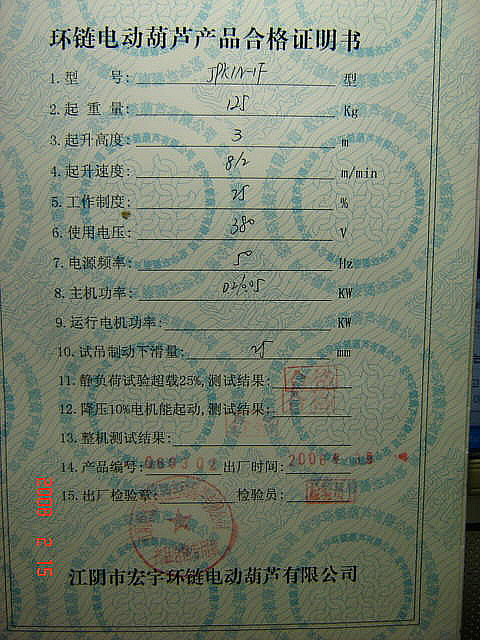 环链电动葫芦产品合格证明书
1.型 号: JPK1N-1F 型
2.起重量: 125 Kg
3.起升高度: 3 m
4.起升速度: 8/2 m/min
5.工作制度: 25 %
6.使用电压: 380 V
7.电源频率: 50 Hz
8.主机功率: 0.2/0.05 KW
9.运行电机功率: KW
10.试吊制动下滑量: 25 mm
11.静负荷试验超载25%,测试结果:
12.降压10%电机能起动,测试结果:
13.整机测试结果:
14.产品编号: 060302 出厂时间: 2006
15.出厂检验章: 检验员:
江阴市宏宇环链电动葫芦有限公司
2006 2 15